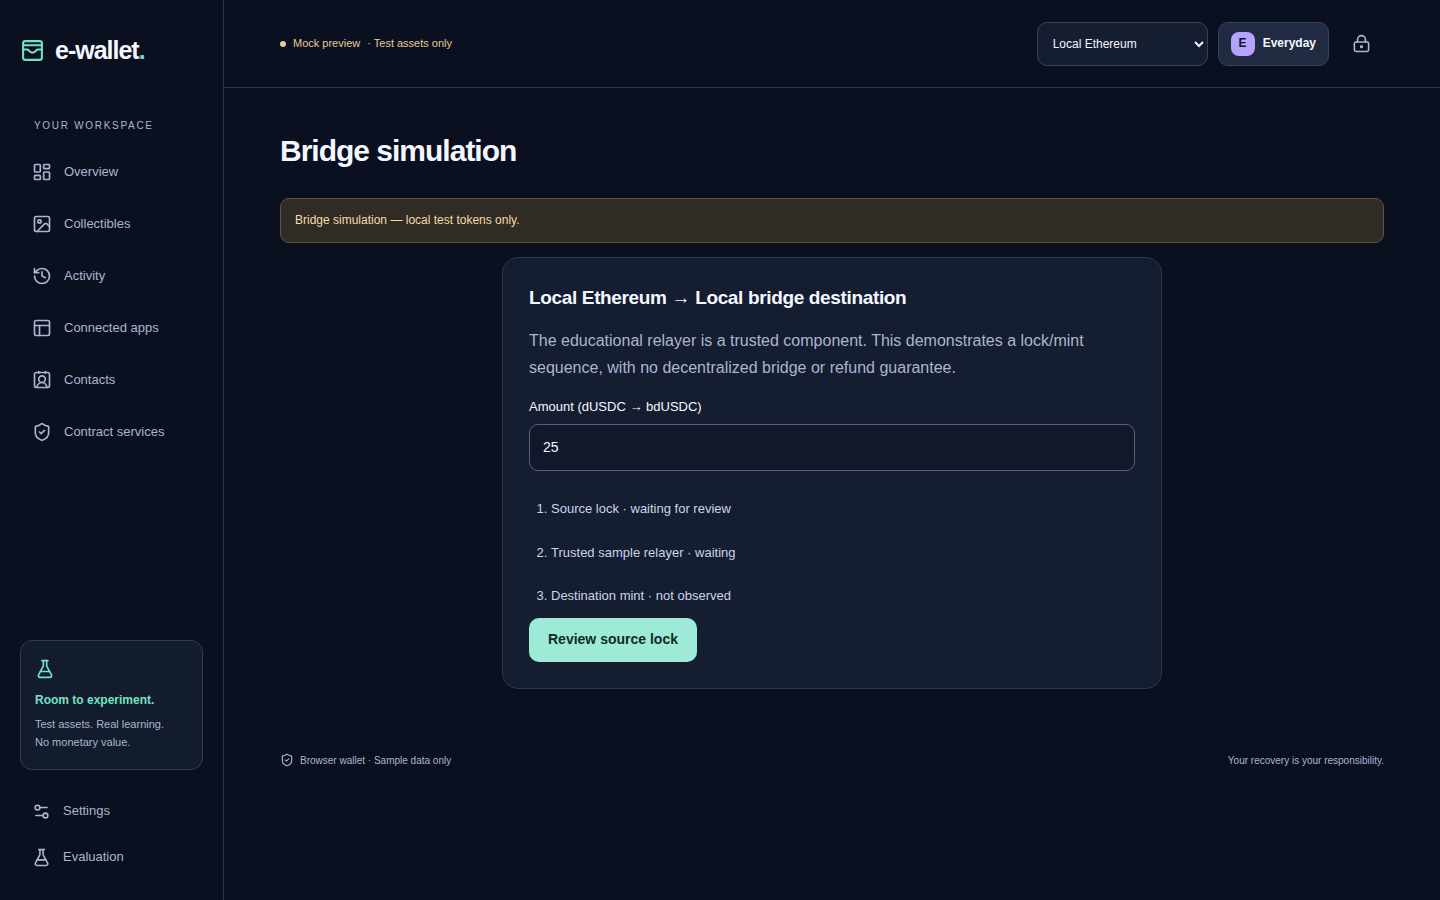 e-wallet.
YOUR WORKSPACE
Overview
Collectibles
Activity
Connected apps
Contacts
Contract services
Room to experiment.
Test assets. Real learning.
No monetary value.
Settings
Evaluation
Mock preview · Test assets only
Local Ethereum
E Everyday
Bridge simulation
Bridge simulation — local test tokens only.
Local Ethereum → Local bridge destination
The educational relayer is a trusted component. This demonstrates a lock/mint
sequence, with no decentralized bridge or refund guarantee.
Amount (dUSDC → bdUSDC)
25
1. Source lock · waiting for review
2. Trusted sample relayer · waiting
3. Destination mint · not observed
Review source lock
Browser wallet · Sample data only
Your recovery is your responsibility.